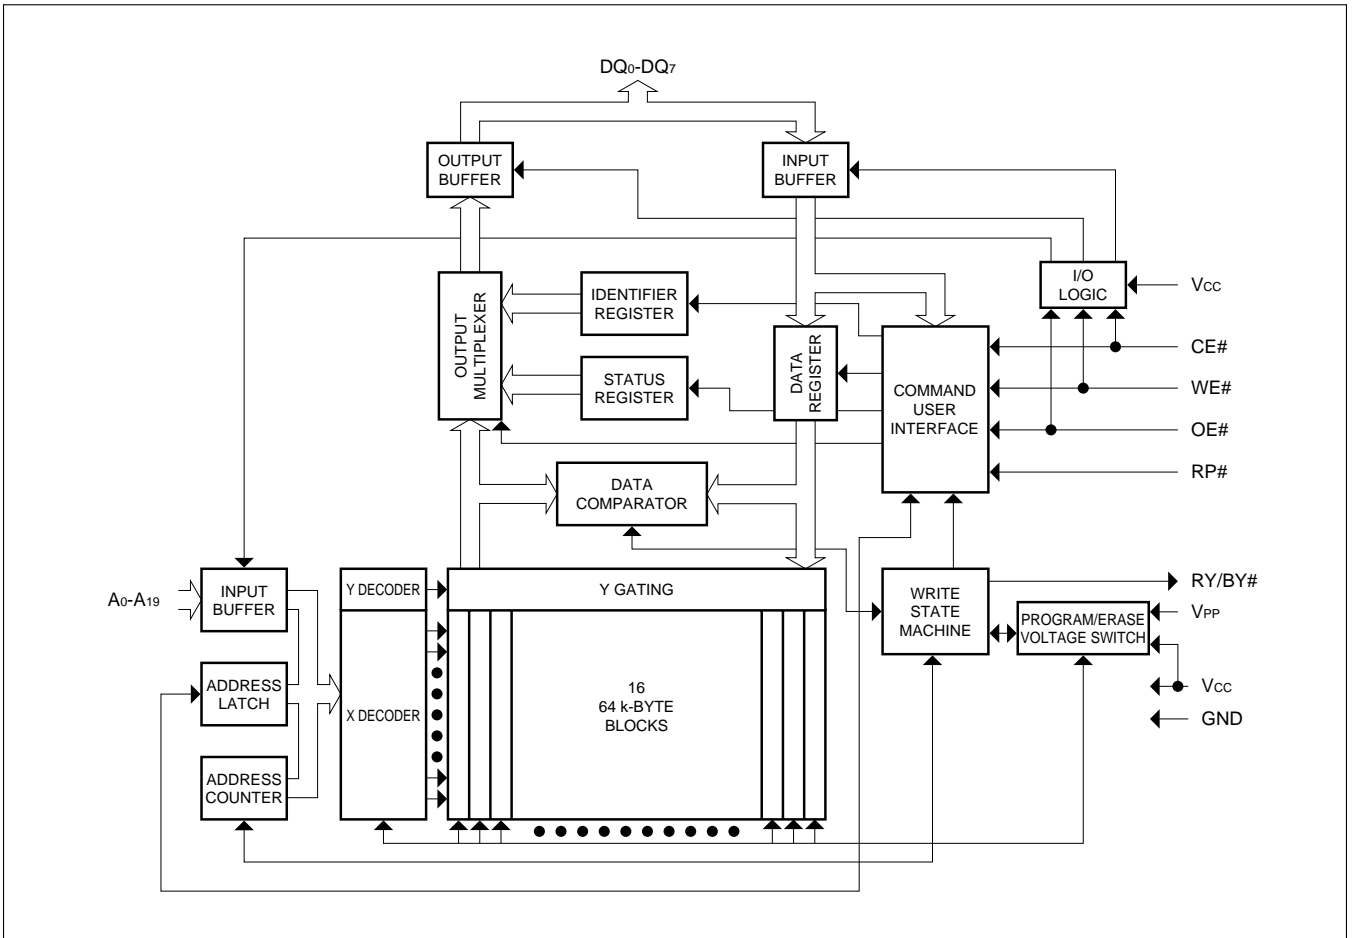 DQ0-DQ7
OUTPUT
BUFFER
INPUT
BUFFER
I/O
LOGIC
VCC
OUTPUT
MULTIPLEXER
IDENTIFIER
REGISTER
STATUS
REGISTER
DATA
REGISTER
COMMAND
USER
INTERFACE
CE#
WE#
OE#
RP#
DATA
COMPARATOR
A0-A19
INPUT
BUFFER
Y DECODER
Y GATING
WRITE
STATE
MACHINE
RY/BY#
VPP
PROGRAM/ERASE
VOLTAGE SWITCH
ADDRESS
LATCH
X DECODER
16
64 k-BYTE
BLOCKS
VCC
GND
ADDRESS
COUNTER